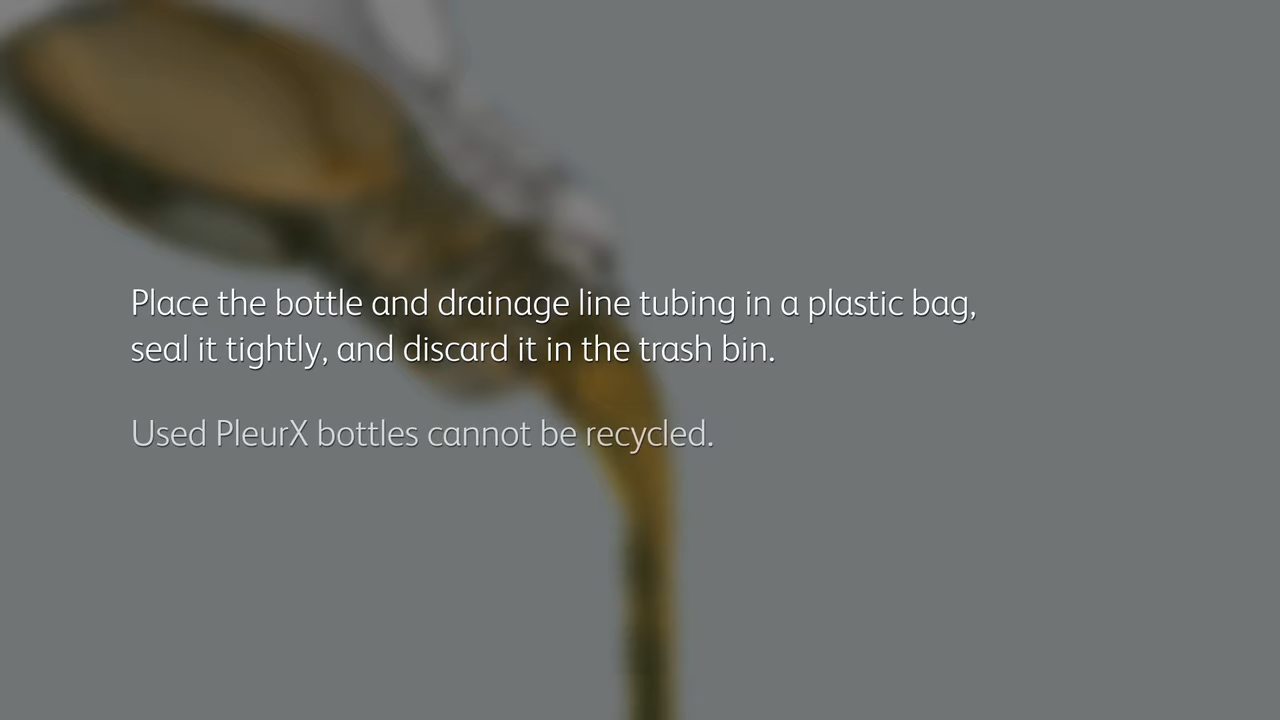 Place the bottle and drainage line tubing in a plastic bag,
seal it tightly, and discard it in the trash bin.
Used PleurX bottles cannot be recycled.